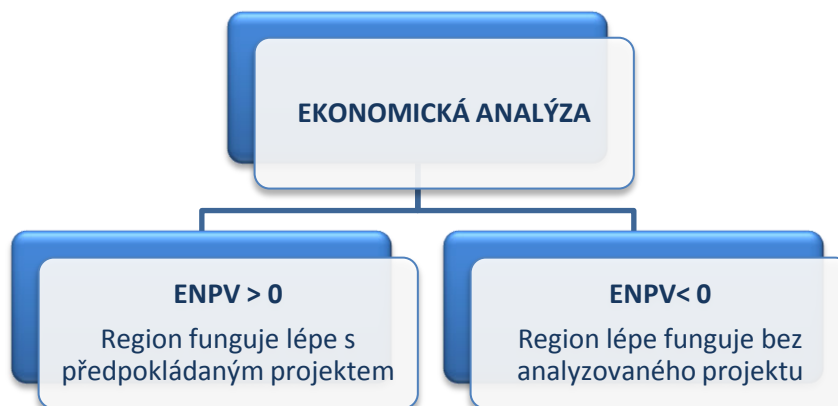 EKONOMICKÁ ANALÝZA
ENPV > 0
Region funguje lépe s
předpokládaným projektem
ENPV< 0
Region lépe funguje bez
analyzovaného projektu